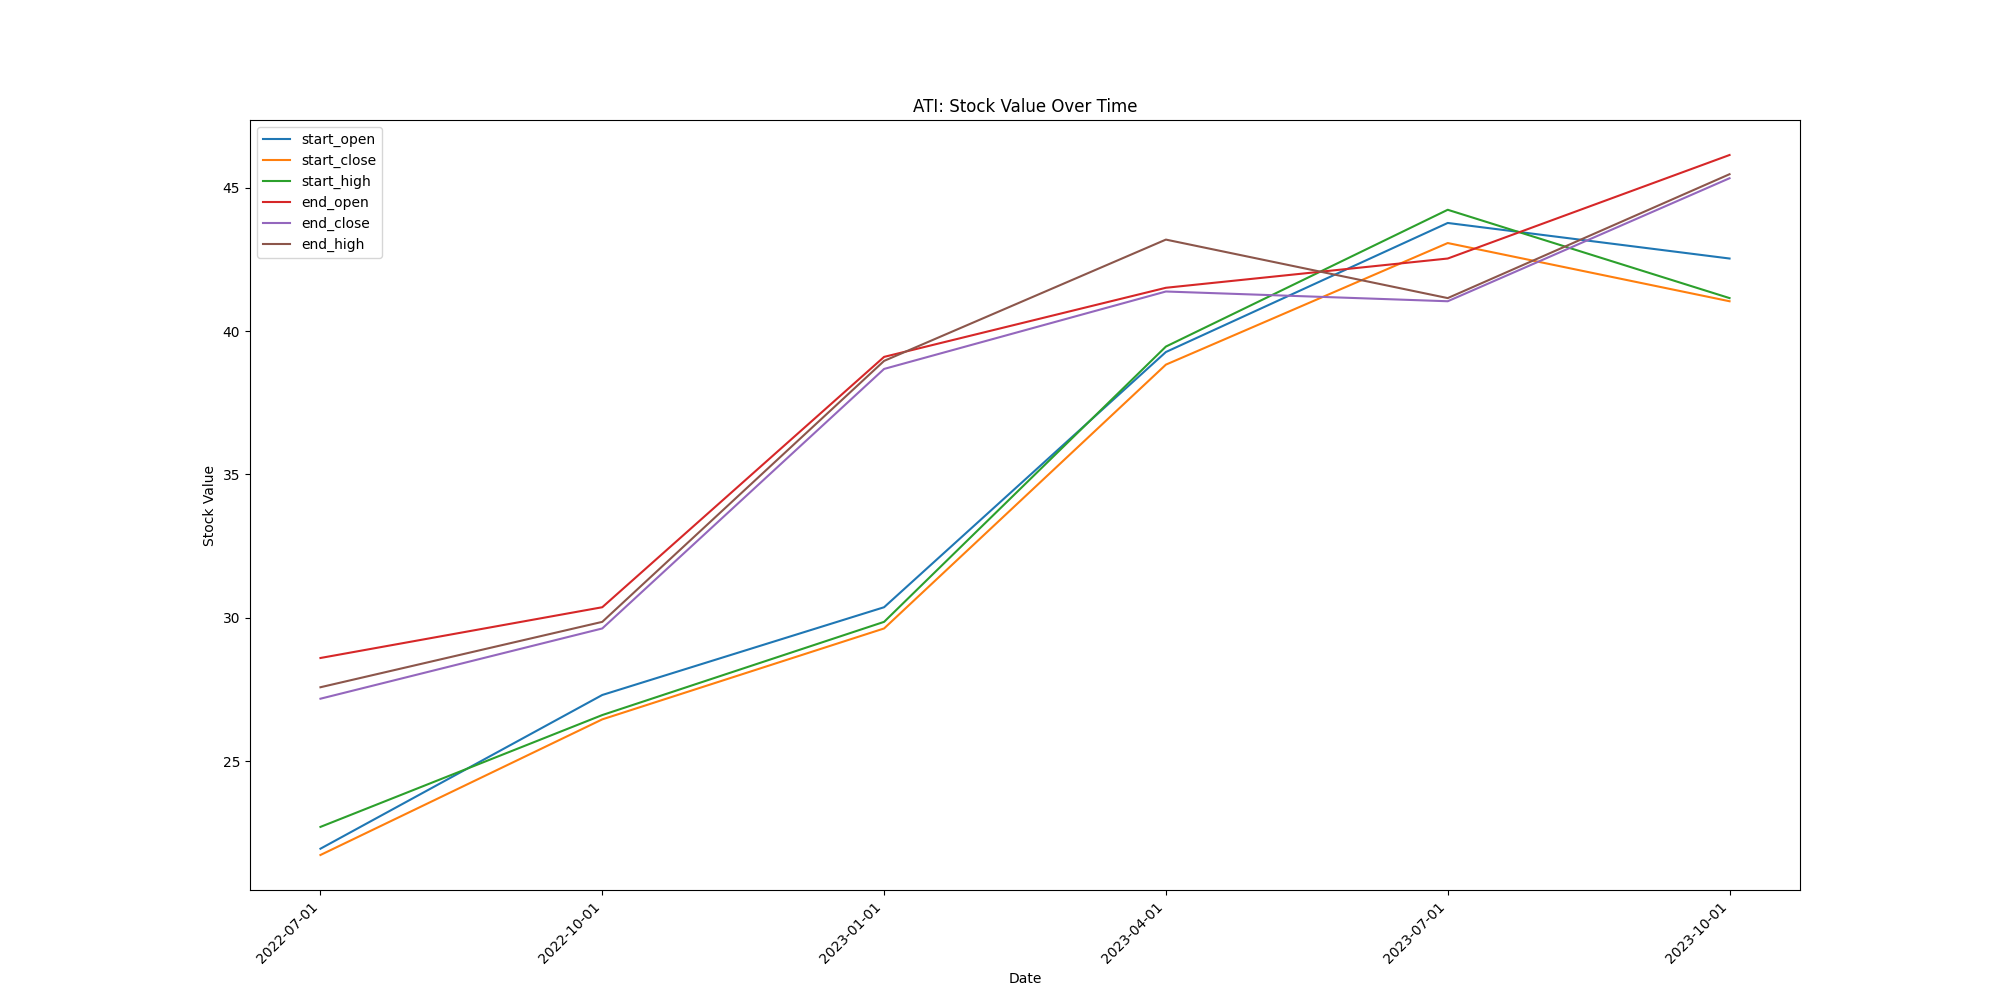 ATI: Stock Value Over Time
start_open
start_close
start_high
end_open
end_close
end_high
45
40
35
30
25
Stock Value
2022-07-01
2022-10-01
2023-01-01
2023-04-01
2023-07-01
2023-10-01
Date